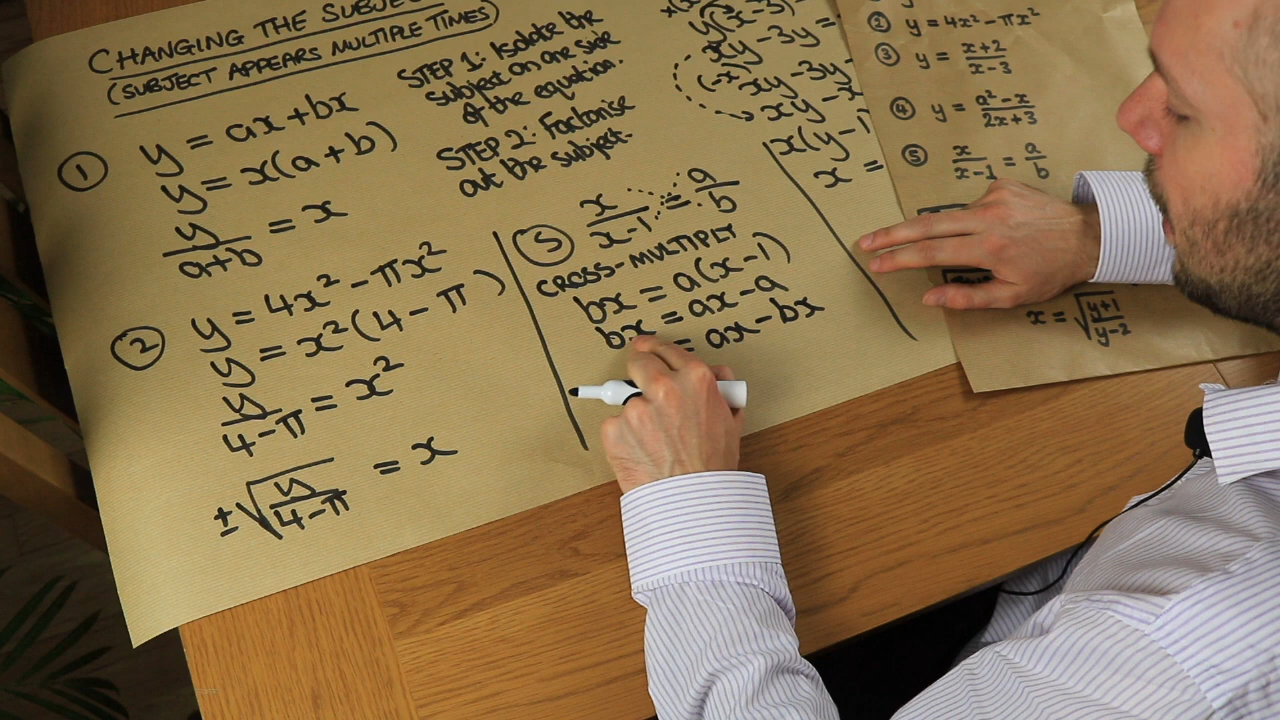 CHANGING THE SUBJEC
(SUBJECT APPEARS MULTIPLE TIMES)
① y = ax + bx
y = x(a + b)
y/(a+b) = x
② y = 4x² - πx²
y = x²(4 - π)
y/(4-π) = x²
±√(y/(4-π)) = x
STEP 1: Isolate the
subject on one side
of the equation.
STEP 2: Factorise
out the subject.
⑤ x/(x-1) = a/b
CROSS-MULTIPLY
bx = a(x-1)
bx = ax - a
= ax - bx
y(x-3) =
xy - 3y =
xy - 3y -
xy - x
x(y - 1
x =
② y = 4x² - πx²
③ y = (x+2)/(x-3)
④ y = (a² - x)/(2x+3)
⑤ x/(x-1) = a/b
x = √((y+1)/(y-2))